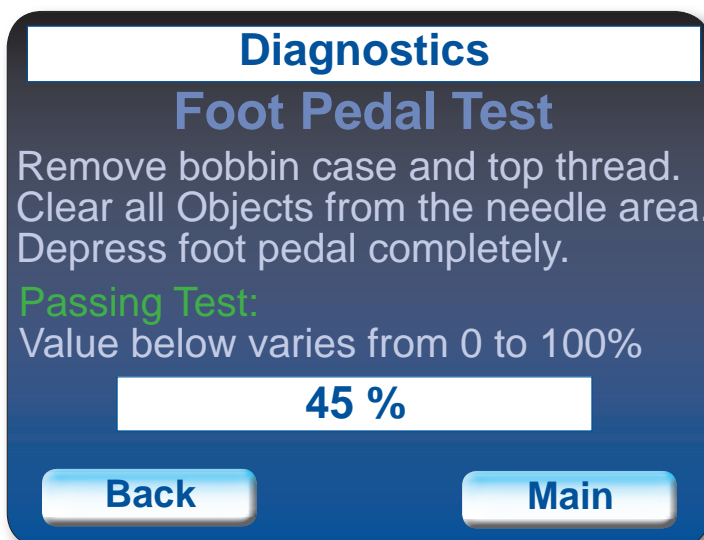 Diagnostics
Foot Pedal Test
Remove bobbin case and top thread.
Clear all Objects from the needle area.
Depress foot pedal completely.
Passing Test:
Value below varies from 0 to 100%
45 %
Back
Main